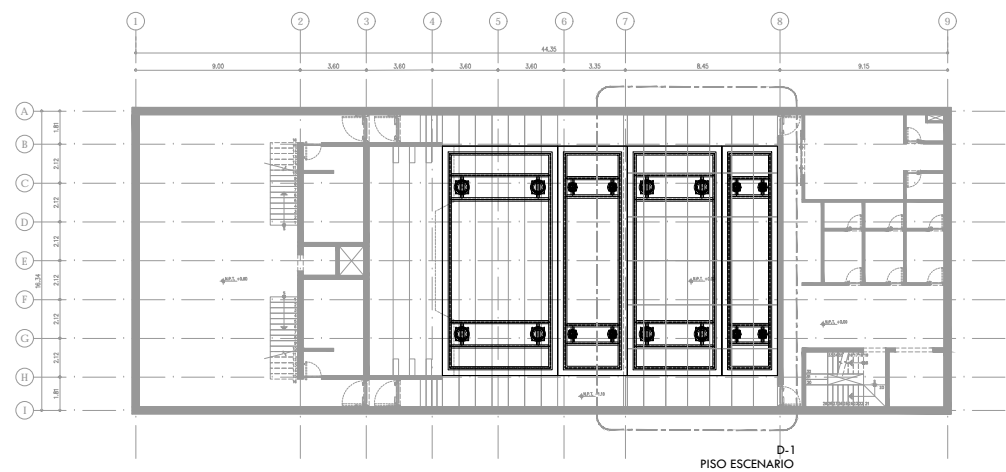 1 2 3 4 5 6 7 8 9
44.35
9.00 3.60 3.60 3.60 3.60 3.35 8.45 9.15
A
1.81
B
2.12
C
2.12
D
2.12
E
16.34
2.12
F
2.12
G
2.12
H
1.81
I
D-1
PISO ESCENARIO